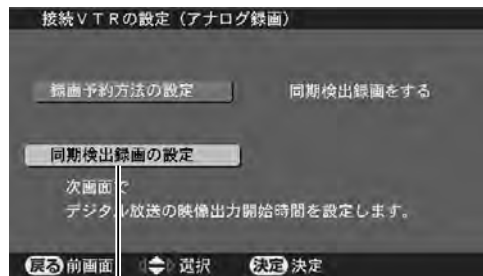 接続VTRの設定（アナログ録画）
録画予約方法の設定 同期検出録画をする
同期検出録画の設定
次画面で
デジタル放送の映像出力開始時間を設定します。
戻る 前画面 選択 決定 決定